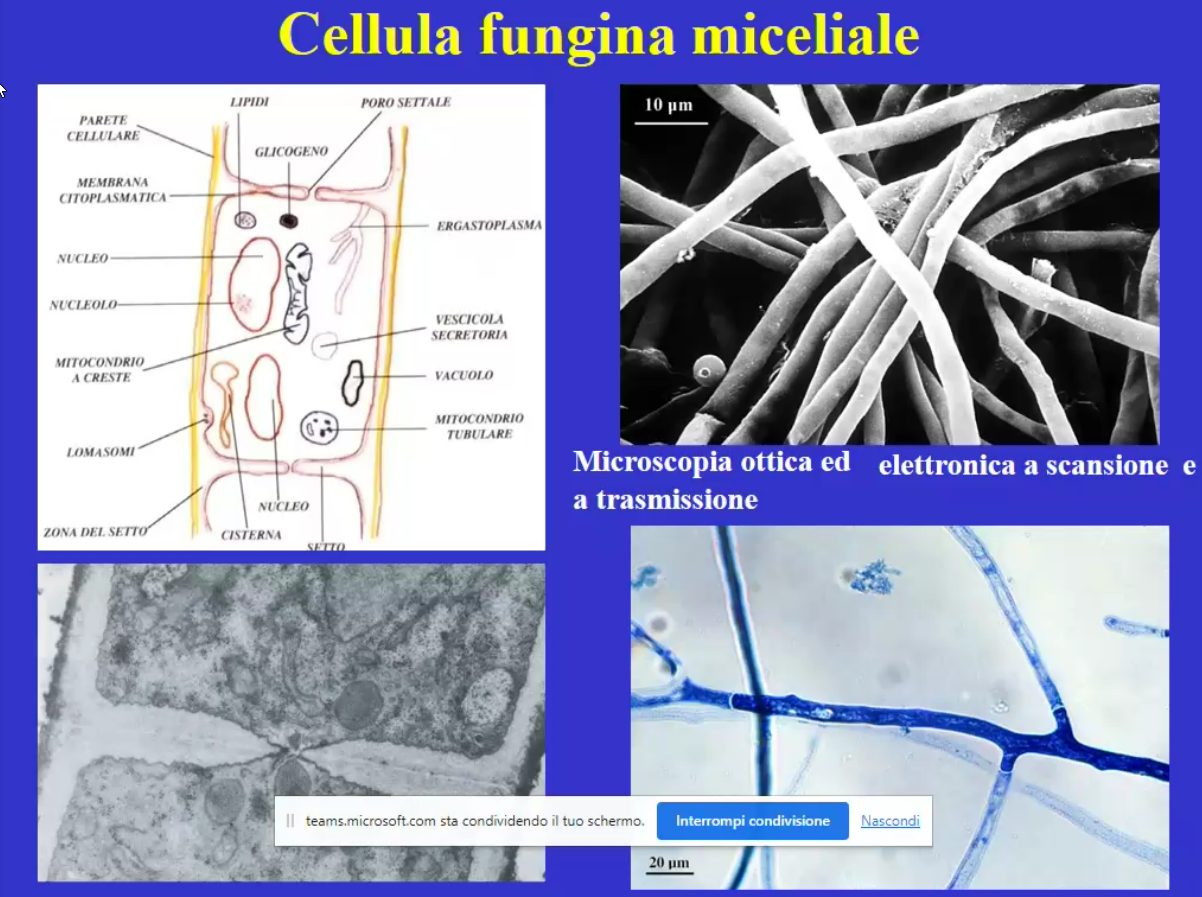 Cellula fungina miceliale
LIPIDI
PORO SETTALE
PARETE
CELLULARE
GLICOGENO
MEMBRANA
CITOPLASMATICA
ERGASTOPLASMA
NUCLEO
NUCLEOLO
VESCICOLA
SECRETORIA
MITOCONDRIO
A CRESTE
VACUOLO
MITOCONDRIO
TUBULARE
LOMASOMI
NUCLEO
ZONA DEL SETTO
CISTERNA
SETTO
10 µm
Microscopia ottica ed elettronica a scansione e
a trasmissione
teams.microsoft.com sta condividendo il tuo schermo.
Interrompi condivisione
Nascondi
20 µm